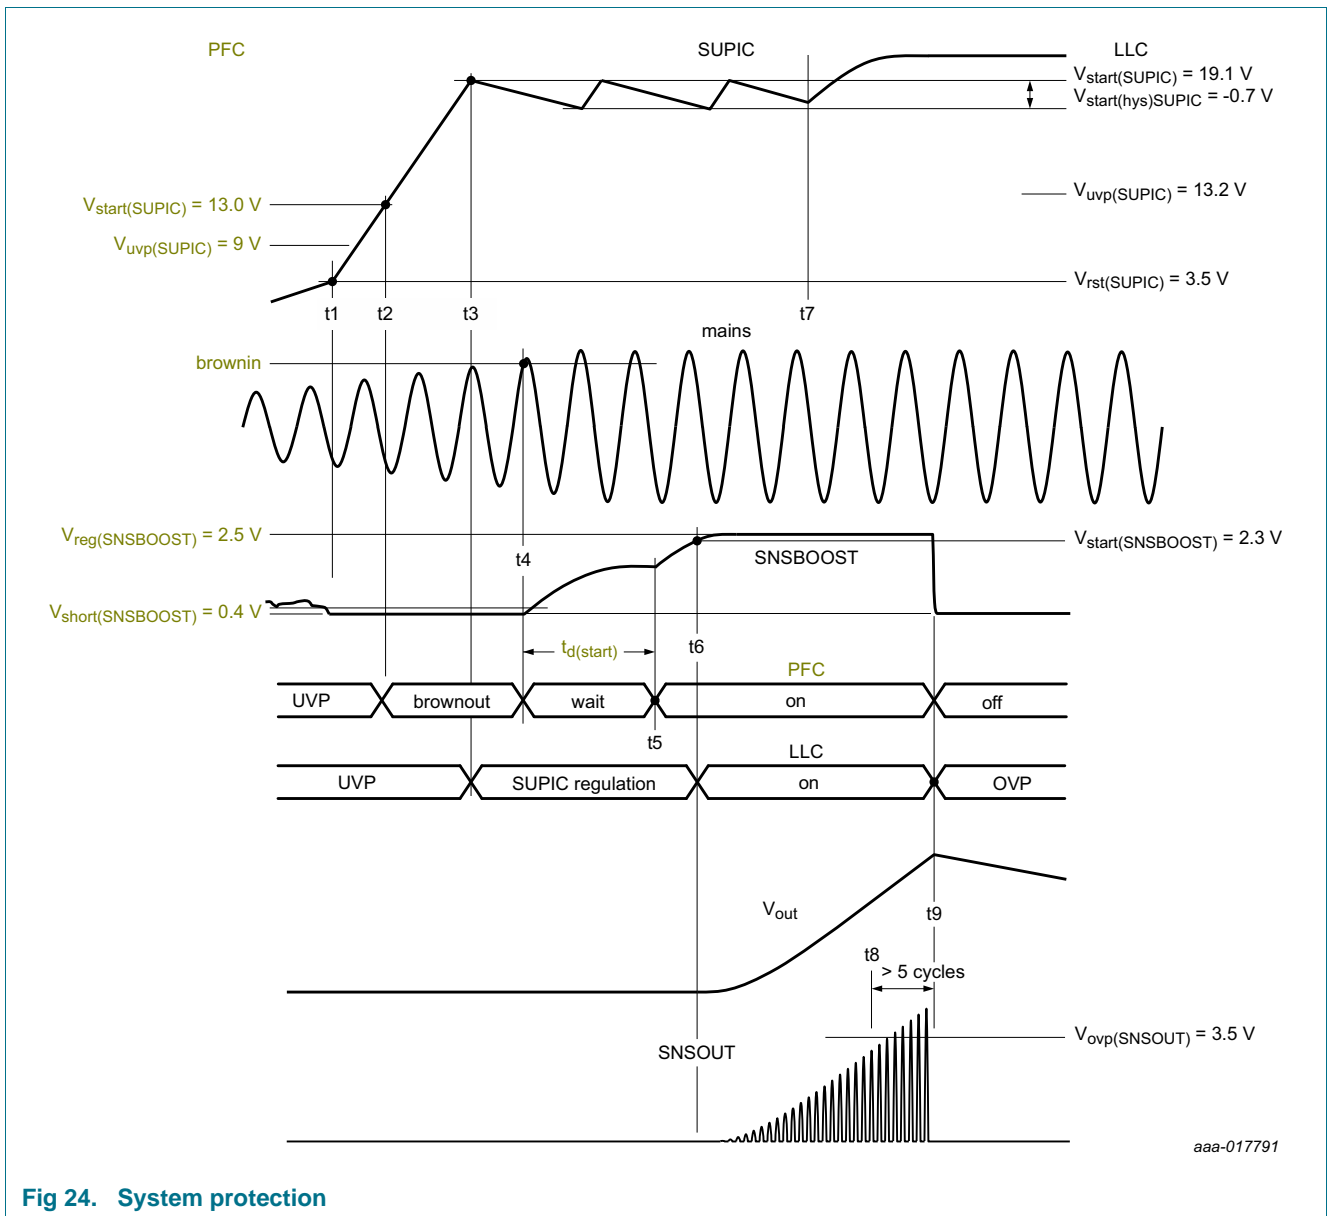 PFC
SUPIC
LLC
Vstart(SUPIC) = 19.1 V
Vstart(hys)SUPIC = -0.7 V
Vstart(SUPIC) = 13.0 V
Vuvp(SUPIC) = 13.2 V
Vuvp(SUPIC) = 9 V
Vrst(SUPIC) = 3.5 V
t1
t2
t3
t7
mains
brownin
Vreg(SNSBOOST) = 2.5 V
Vstart(SNSBOOST) = 2.3 V
t4
SNSBOOST
Vshort(SNSBOOST) = 0.4 V
td(start)
t6
PFC
UVP
brownout
wait
on
off
t5
LLC
UVP
SUPIC regulation
on
OVP
Vout
t9
t8
> 5 cycles
Vovp(SNSOUT) = 3.5 V
SNSOUT
aaa-017791
Fig 24. System protection